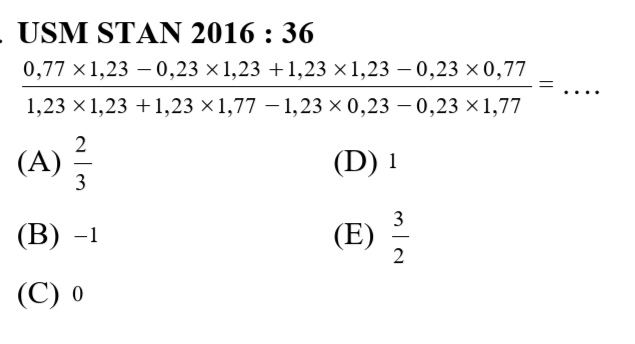 . USM STAN 2016 : 36
0,77 × 1,23 – 0,23 × 1,23 + 1,23 × 1,23 – 0,23 × 0,77
1,23 × 1,23 + 1,23 × 1,77 – 1,23 × 0,23 – 0,23 × 1,77
= ....
(A) 2/3 (D) 1
(B) –1 (E) 3/2
(C) 0